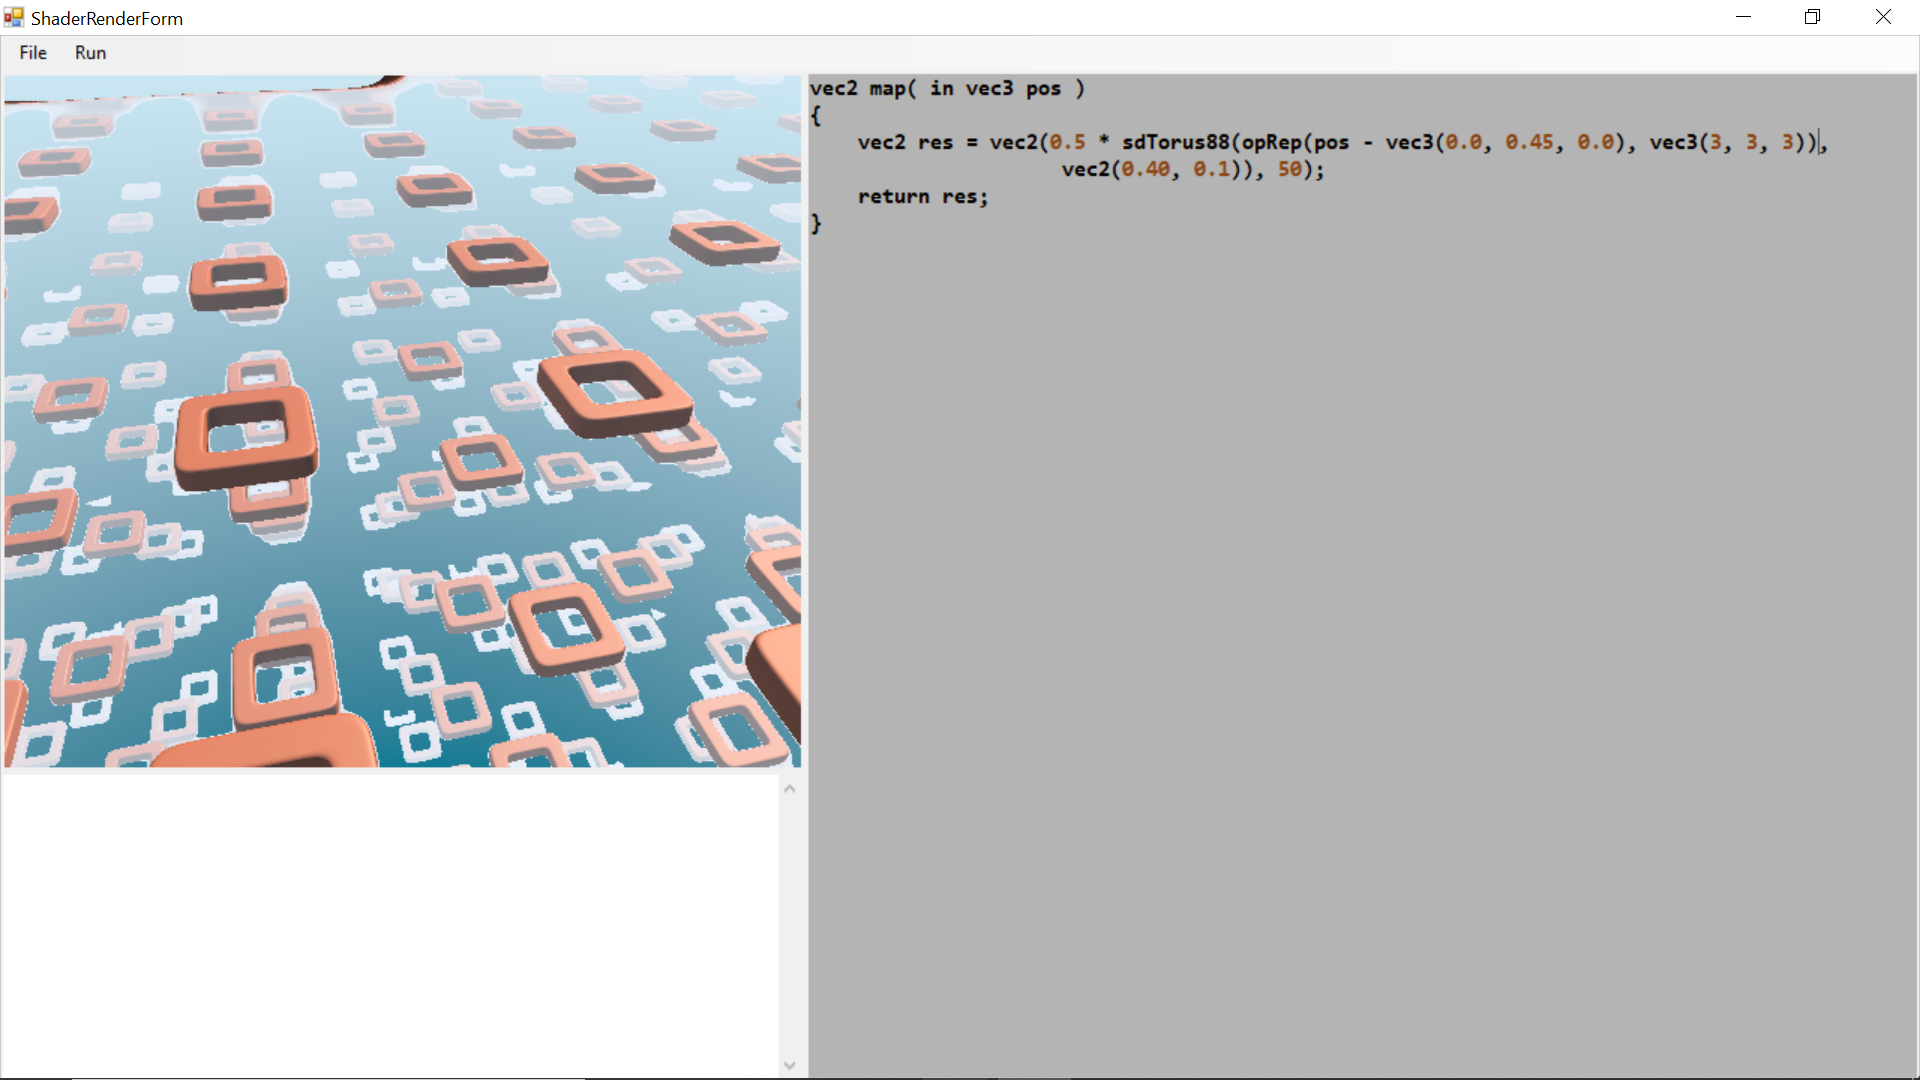 ShaderRenderForm
File Run
vec2 map( in vec3 pos )
{
    vec2 res = vec2(0.5 * sdTorus88(opRep(pos - vec3(0.0, 0.45, 0.0), vec3(3, 3, 3)),
                 vec2(0.40, 0.1)), 50);
    return res;
}